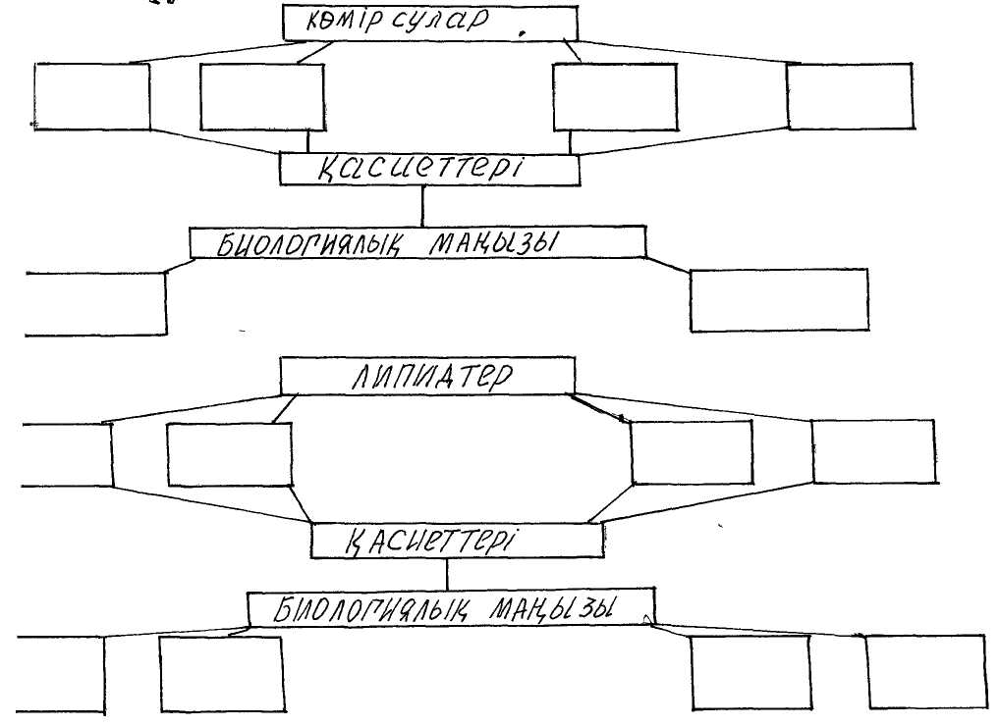 көмірсулар
қасиеттері
БИОЛОГИЯЛЫҚ МАҢЫЗЫ
ЛИПИДТЕР
ҚАСИЕТТЕРІ
БИОЛОГИЯЛЫҚ МАҢЫЗЫ